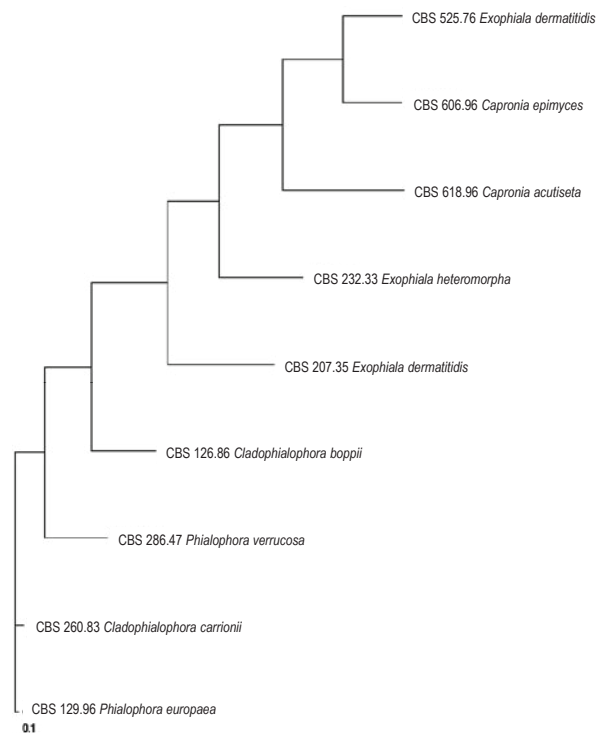 CBS 525.76 Exophiala dermatitidis
CBS 606.96 Capronia epimyces
CBS 618.96 Capronia acutiseta
CBS 232.33 Exophiala heteromorpha
CBS 207.35 Exophiala dermatitidis
CBS 126.86 Cladophialophora boppii
CBS 286.47 Phialophora verrucosa
CBS 260.83 Cladophialophora carrionii
CBS 129.96 Phialophora europaea
0.1